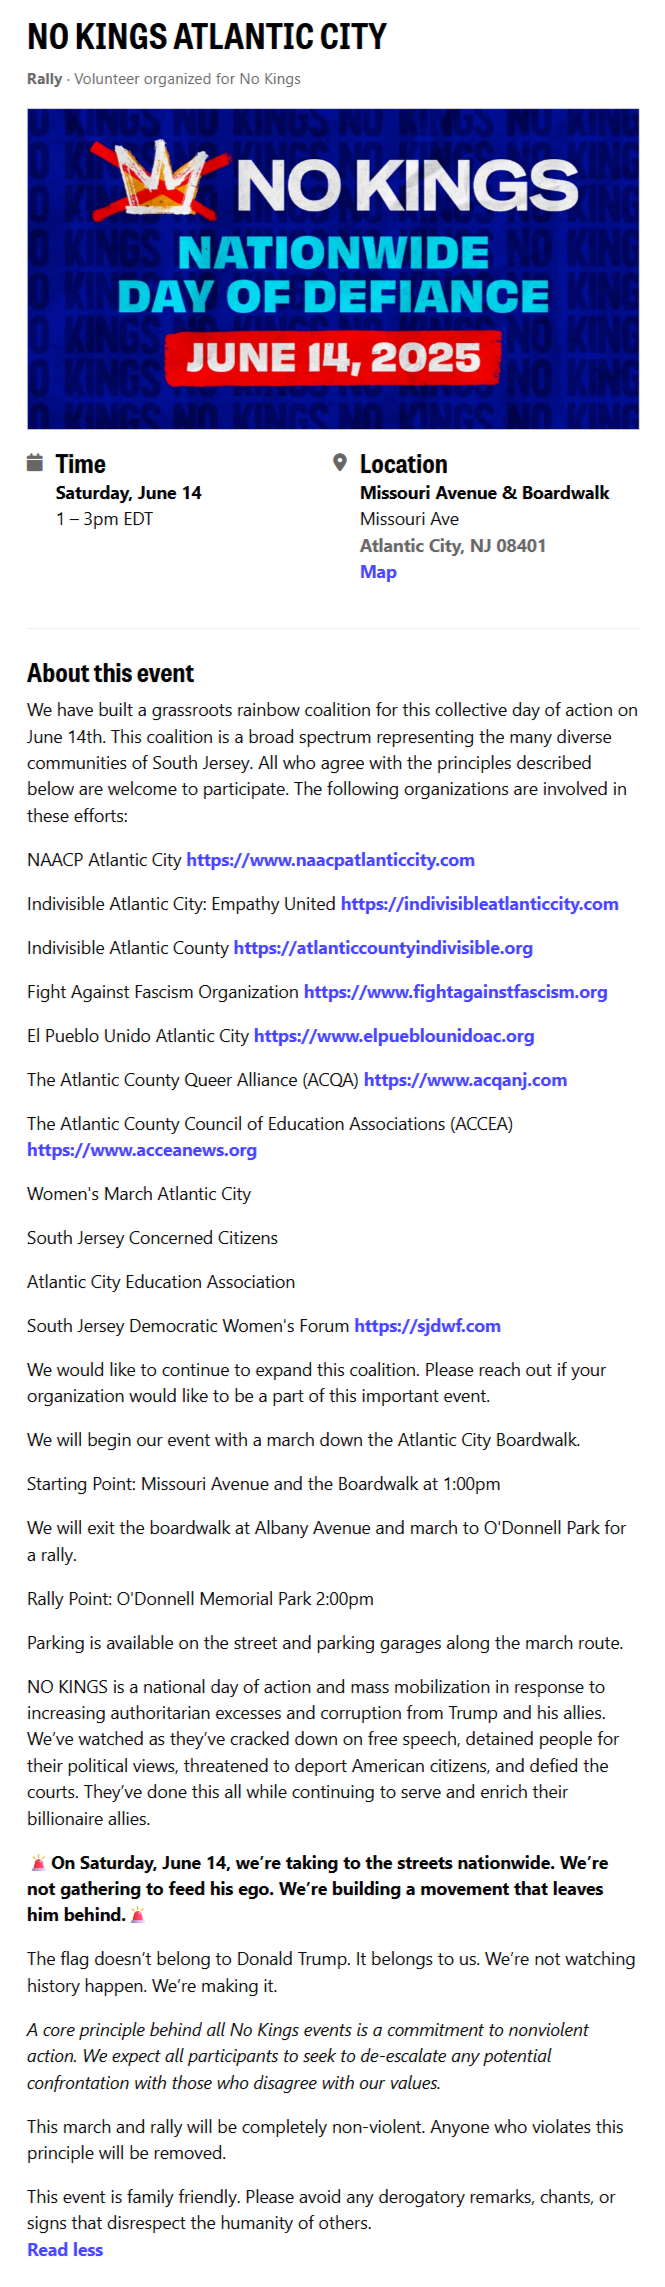 NO KINGS ATLANTIC CITY
Rally · Volunteer organized for No Kings
NO KINGS
NATIONWIDE
DAY OF DEFIANCE
JUNE 14, 2025
Time
Saturday, June 14
1 – 3pm EDT
Location
Missouri Avenue & Boardwalk
Missouri Ave
Atlantic City, NJ 08401
Map
About this event
We have built a grassroots rainbow coalition for this collective day of action on
June 14th. This coalition is a broad spectrum representing the many diverse
communities of South Jersey. All who agree with the principles described
below are welcome to participate. The following organizations are involved in
these efforts:
NAACP Atlantic City https://www.naacpatlanticcity.com
Indivisible Atlantic City: Empathy United https://indivisibleatlanticcity.com
Indivisible Atlantic County https://atlanticcountyindivisible.org
Fight Against Fascism Organization https://www.fightagainstfascism.org
El Pueblo Unido Atlantic City https://www.elpueblounidoac.org
The Atlantic County Queer Alliance (ACQA) https://www.acqanj.com
The Atlantic County Council of Education Associations (ACCEA)
https://www.acceanews.org
Women's March Atlantic City
South Jersey Concerned Citizens
Atlantic City Education Association
South Jersey Democratic Women's Forum https://sjdwf.com
We would like to continue to expand this coalition. Please reach out if your
organization would like to be a part of this important event.
We will begin our event with a march down the Atlantic City Boardwalk.
Starting Point: Missouri Avenue and the Boardwalk at 1:00pm
We will exit the boardwalk at Albany Avenue and march to O'Donnell Park for
a rally.
Rally Point: O'Donnell Memorial Park 2:00pm
Parking is available on the street and parking garages along the march route.
NO KINGS is a national day of action and mass mobilization in response to
increasing authoritarian excesses and corruption from Trump and his allies.
We've watched as they've cracked down on free speech, detained people for
their political views, threatened to deport American citizens, and defied the
courts. They've done this all while continuing to serve and enrich their
billionaire allies.
🚨 On Saturday, June 14, we're taking to the streets nationwide. We're
not gathering to feed his ego. We're building a movement that leaves
him behind.🚨
The flag doesn't belong to Donald Trump. It belongs to us. We're not watching
history happen. We're making it.
A core principle behind all No Kings events is a commitment to nonviolent
action. We expect all participants to seek to de-escalate any potential
confrontation with those who disagree with our values.
This march and rally will be completely non-violent. Anyone who violates this
principle will be removed.
This event is family friendly. Please avoid any derogatory remarks, chants, or
signs that disrespect the humanity of others.
Read less